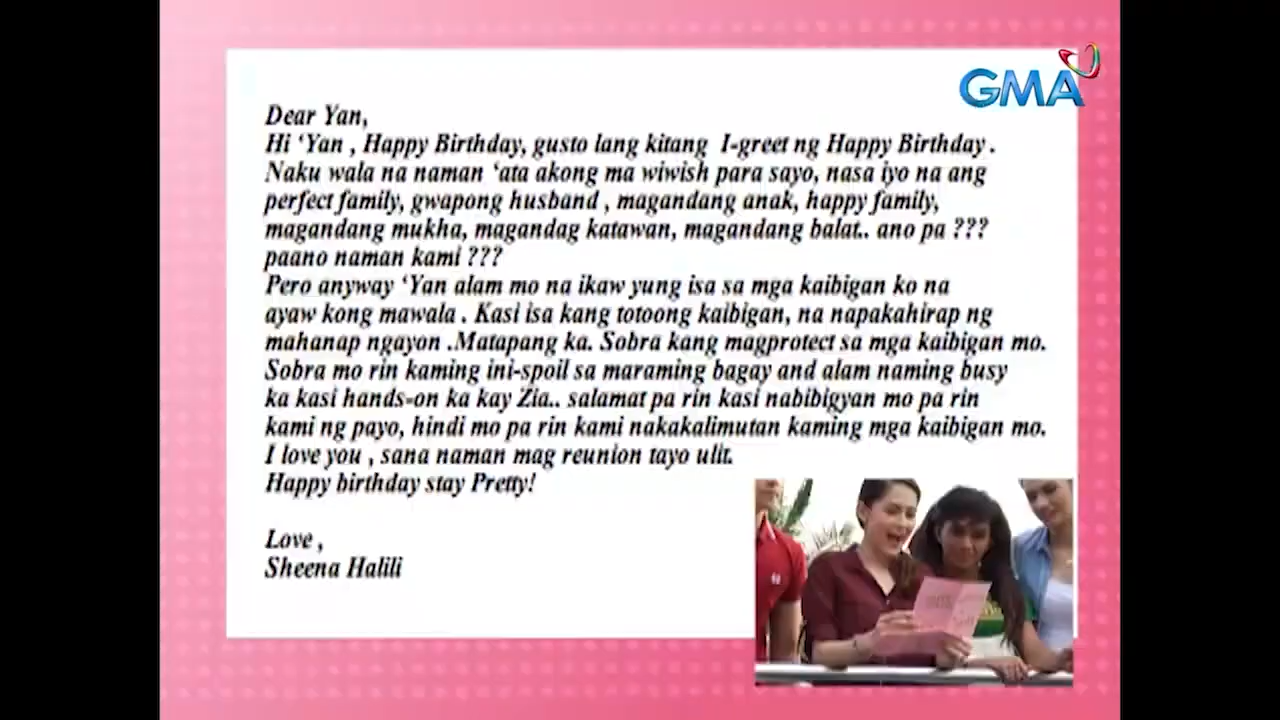 GMA
Dear Yan,
Hi ‘Yan , Happy Birthday, gusto lang kitang I-greet ng Happy Birthday .
Naku wala na naman ‘ata akong ma wiwish para sayo, nasa iyo na ang
perfect family, gwapong husband , magandang anak, happy family,
magandang mukha, magandag katawan, magandang balat.. ano pa ???
paano naman kami ???
Pero anyway ‘Yan alam mo na ikaw yung isa sa mga kaibigan ko na
ayaw kong mawala . Kasi isa kang totoong kaibigan, na napakahirap ng
mahanap ngayon .Matapang ka. Sobra kang magprotect sa mga kaibigan mo.
Sobra mo rin kaming ini-spoil sa maraming bagay and alam naming busy
ka kasi hands-on ka kay Zia.. salamat pa rin kasi nabibigyan mo pa rin
kami ng payo, hindi mo pa rin kami nakakalimutan kaming mga kaibigan mo.
I love you , sana naman mag reunion tayo ulit.
Happy birthday stay Pretty!
Love ,
Sheena Halili